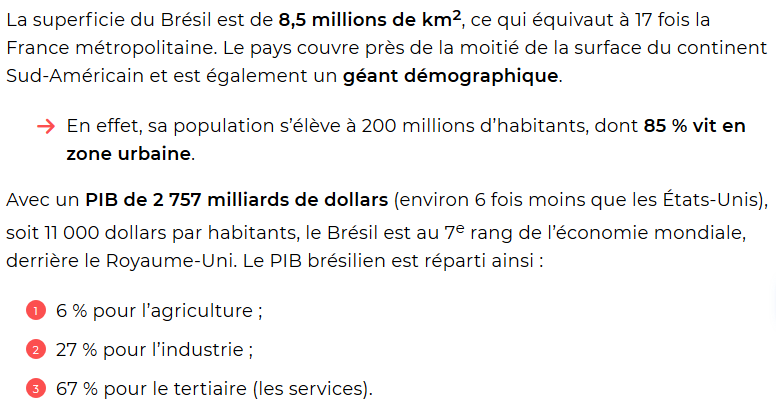 La superficie du Brésil est de 8,5 millions de km², ce qui équivaut à 17 fois la
France métropolitaine. Le pays couvre près de la moitié de la surface du continent
Sud-Américain et est également un géant démographique.
→ En effet, sa population s’élève à 200 millions d’habitants, dont 85 % vit en
zone urbaine.
Avec un PIB de 2 757 milliards de dollars (environ 6 fois moins que les États-Unis),
soit 11 000 dollars par habitants, le Brésil est au 7e rang de l’économie mondiale,
derrière le Royaume-Uni. Le PIB brésilien est réparti ainsi :
1 6 % pour l’agriculture ;
2 27 % pour l’industrie ;
3 67 % pour le tertiaire (les services).